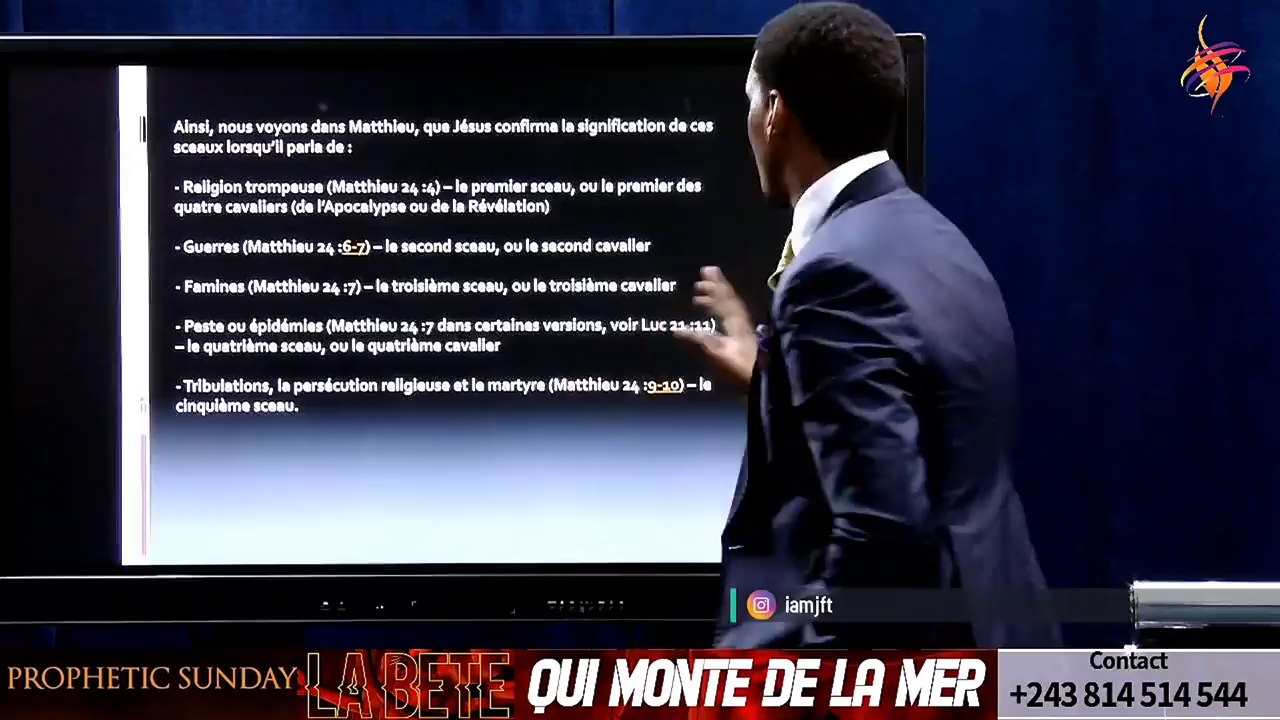 Ainsi, nous voyons dans Matthieu, que Jésus confirma la signification de ces
sceaux lorsqu'il parla de :
- Religion trompeuse (Matthieu 24 :4) – le premier sceau, ou le premier des
quatre cavaliers (de l'Apocalypse ou de la Révélation)
- Guerres (Matthieu 24 :6-7) – le second sceau, ou le second cavalier
- Famines (Matthieu 24 :7) – le troisième sceau, ou le troisième cavalier
- Peste ou épidémies (Matthieu 24 :7 dans certaines versions, voir Luc 21 :11)
– le quatrième sceau, ou le quatrième cavalier
- Tribulations, la persécution religieuse et le martyre (Matthieu 24 :9-10) – le
cinquième sceau.
iamjft
PROPHETIC SUNDAY
LA BETE
QUI MONTE DE LA MER
Contact
+243 814 514 544